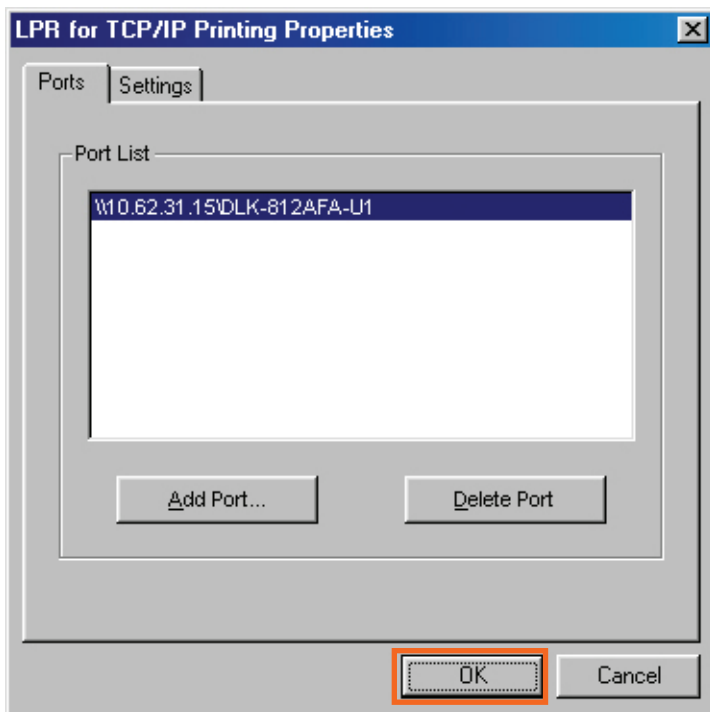 LPR for TCP/IP Printing Properties
Ports Settings
Port List
\\10.62.31.15\DLK-812AFA-U1
Add Port... Delete Port
OK Cancel